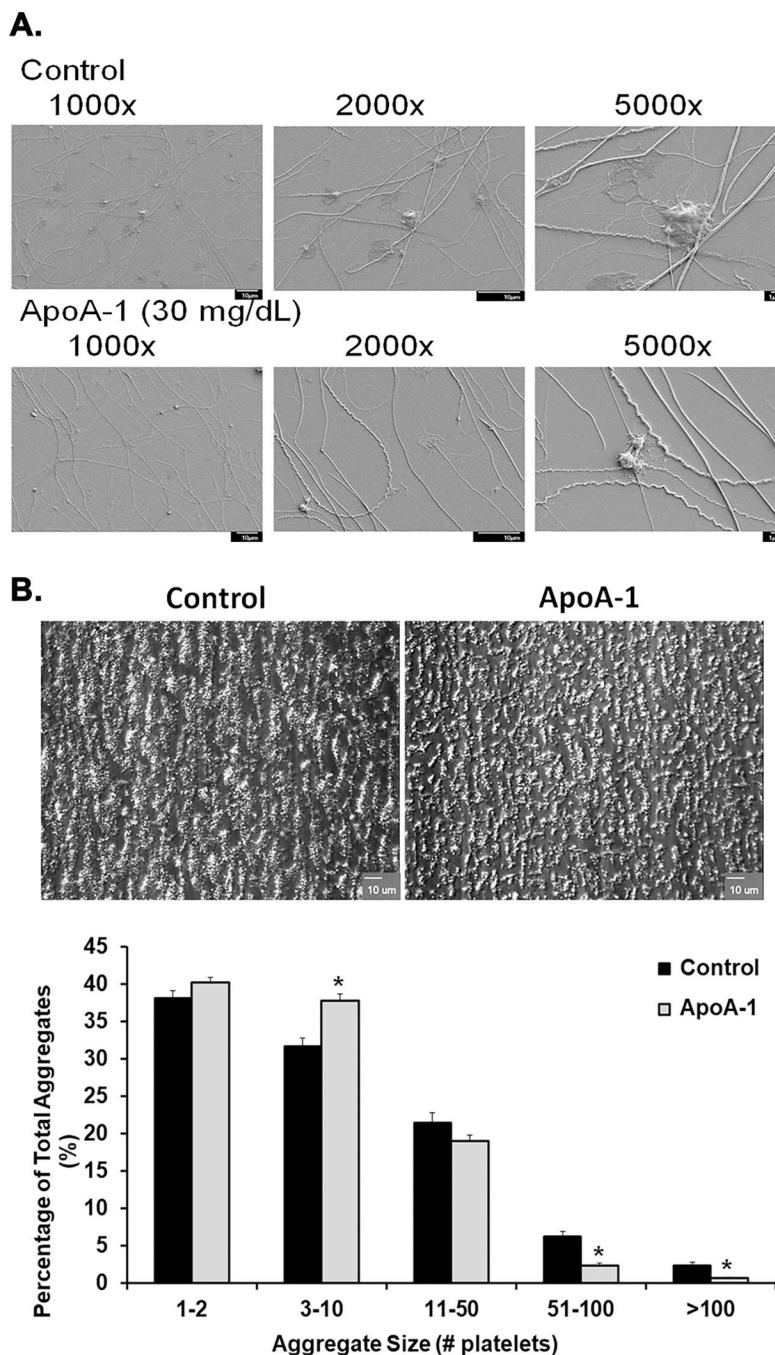 A.
Control
1000x 2000x 5000x
10µm 10µm 1µ
ApoA-1 (30 mg/dL)
1000x 2000x 5000x
10µm 10µm 1µ
B.
Control ApoA-1
10 um 10 um
45
40
35
30
25
20
15
10
5
0
Percentage of Total Aggregates
(%)
Control
ApoA-1
*
*
*
1-2 3-10 11-50 51-100 >100
Aggregate Size (# platelets)